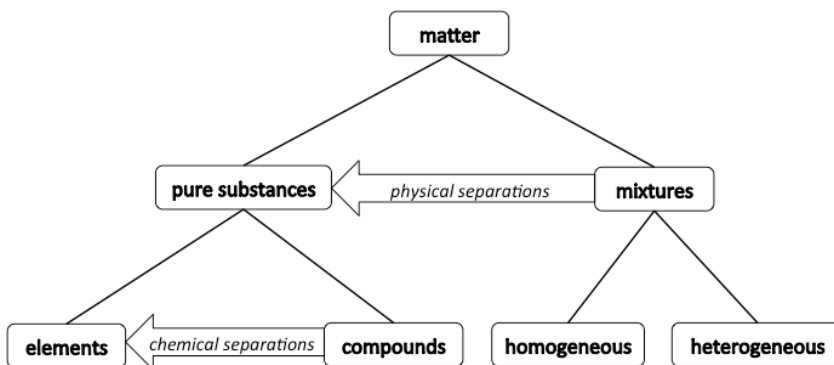 matter
pure substances
physical separations
mixtures
elements
chemical separations
compounds
homogeneous
heterogeneous